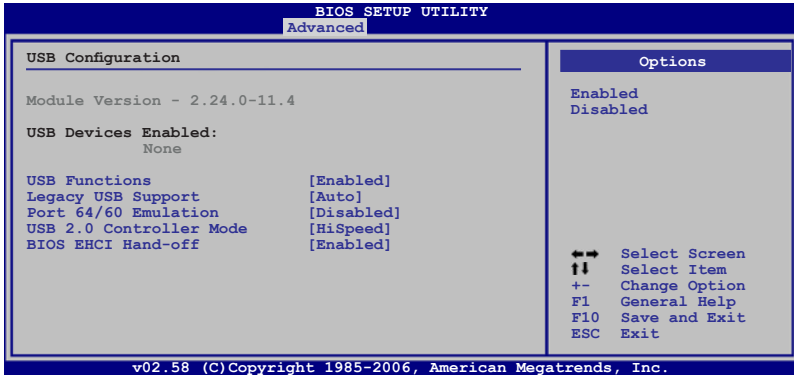 BIOS SETUP UTILITY
Advanced
USB Configuration
Module Version - 2.24.0-11.4
USB Devices Enabled:
None
USB Functions [Enabled]
Legacy USB Support [Auto]
Port 64/60 Emulation [Disabled]
USB 2.0 Controller Mode [HiSpeed]
BIOS EHCI Hand-off [Enabled]
Options
Enabled
Disabled
←→ Select Screen
↑↓ Select Item
+- Change Option
F1 General Help
F10 Save and Exit
ESC Exit
v02.58 (C)Copyright 1985-2006, American Megatrends, Inc.